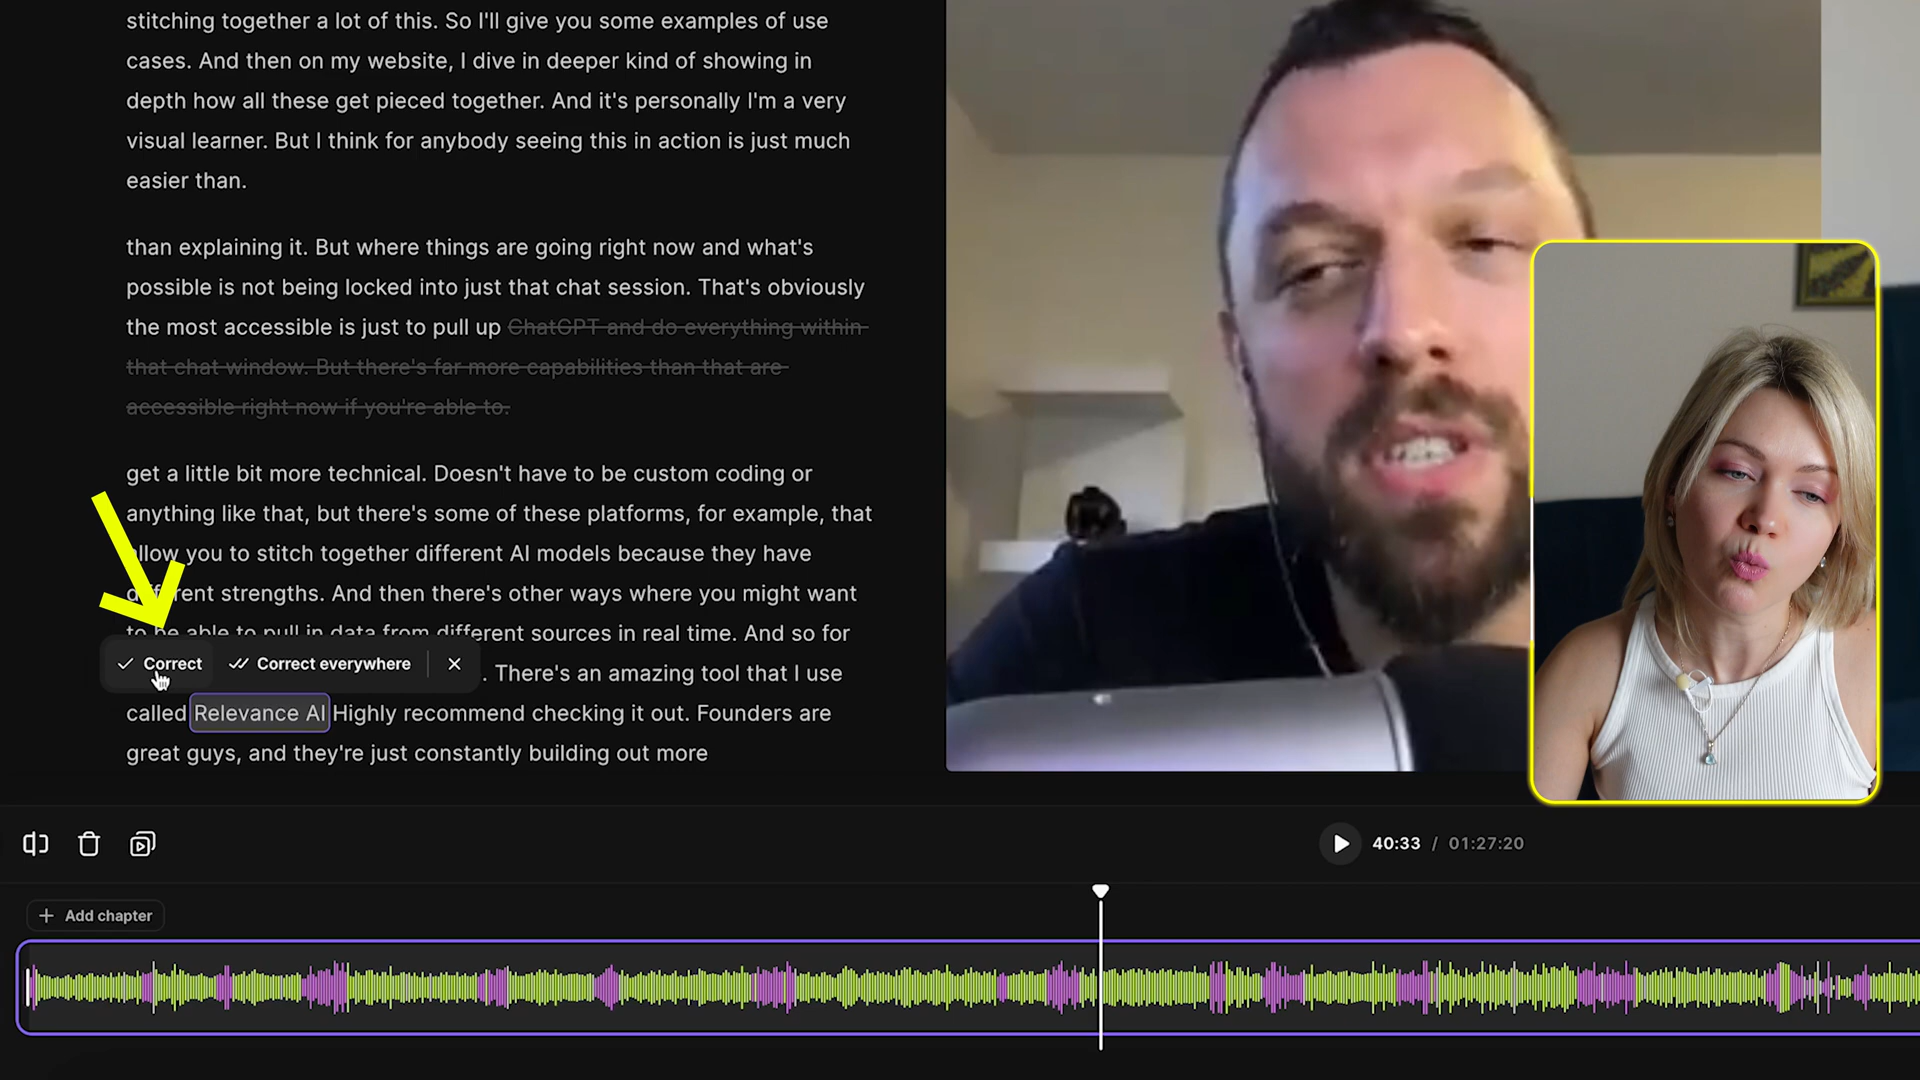 stitching together a lot of this. So I'll give you some examples of use
cases. And then on my website, I dive in deeper kind of showing in
depth how all these get pieced together. And it's personally I'm a very
visual learner. But I think for anybody seeing this in action is just much
easier than.
than explaining it. But where things are going right now and what's
possible is not being locked into just that chat session. That's obviously
the most accessible is just to pull up ChatGPT and do everything within
that chat window. But there's far more capabilities than that are
accessible right now if you're able to.
get a little bit more technical. Doesn't have to be custom coding or
anything like that, but there's some of these platforms, for example, that
allow you to stitch together different AI models because they have
different strengths. And then there's other ways where you might want
to be able to pull in data from different sources in real time. And so for
Correct Correct everywhere
. There's an amazing tool that I use
called Relevance AI Highly recommend checking it out. Founders are
great guys, and they're just constantly building out more
40:33 / 01:27:20
+ Add chapter